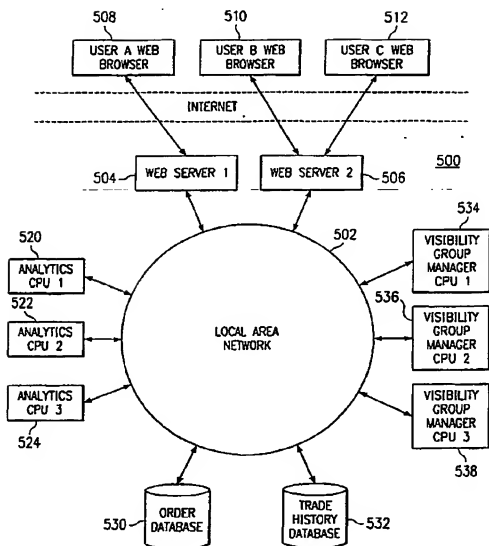 508
510
512
USER A WEB
BROWSER
USER B WEB
BROWSER
USER C WEB
BROWSER
INTERNET
504
WEB SERVER 1
WEB SERVER 2
506
500
502
520
ANALYTICS
CPU 1
522
ANALYTICS
CPU 2
ANALYTICS
CPU 3
524
LOCAL AREA
NETWORK
534
VISIBILITY
GROUP
MANAGER
CPU 1
536
VISIBILITY
GROUP
MANAGER
CPU 2
VISIBILITY
GROUP
MANAGER
CPU 3
538
530
ORDER
DATABASE
TRADE
HISTORY
DATABASE
532